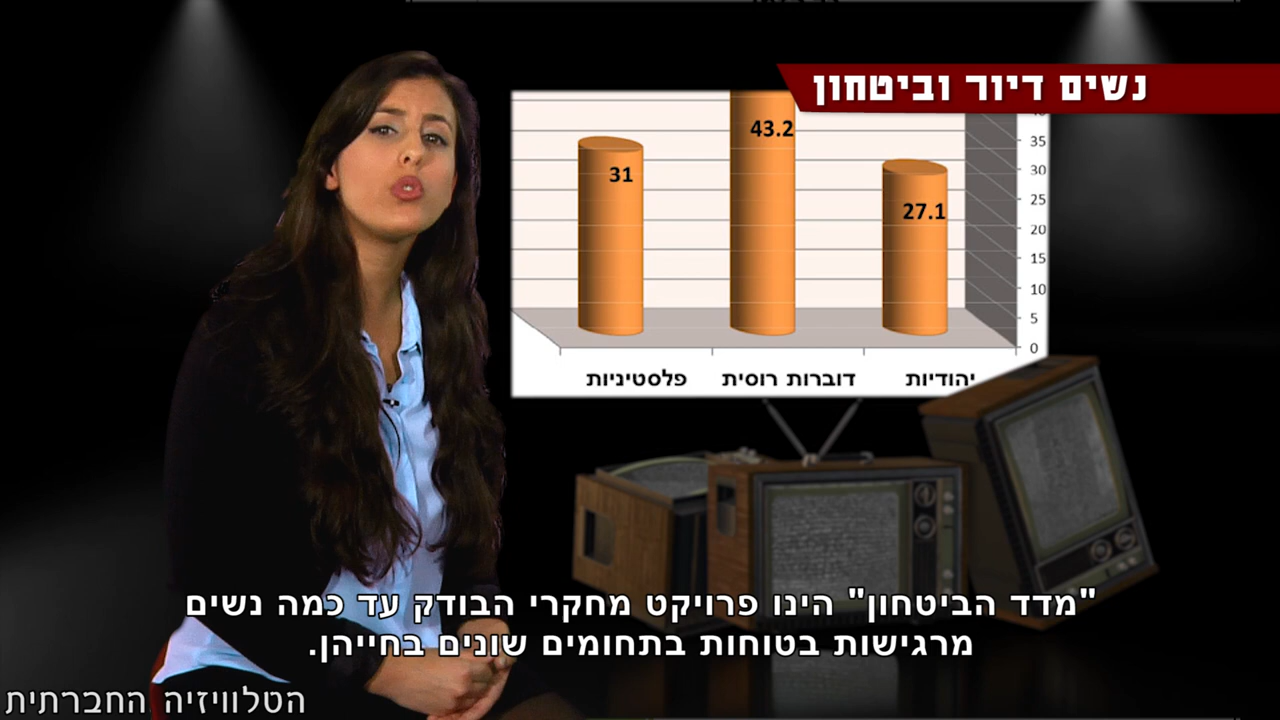 נשים דיור וביטחון
43.2
31
27.1
35
30
25
20
15
10
5
0
יהודיות
דוברות רוסית
פלסטיניות
"מדד הביטחון" הינו פרויקט מחקרי הבודק עד כמה נשים
מרגישות בטוחות בתחומים שונים בחייהן.
הטלוויזיה החברתית